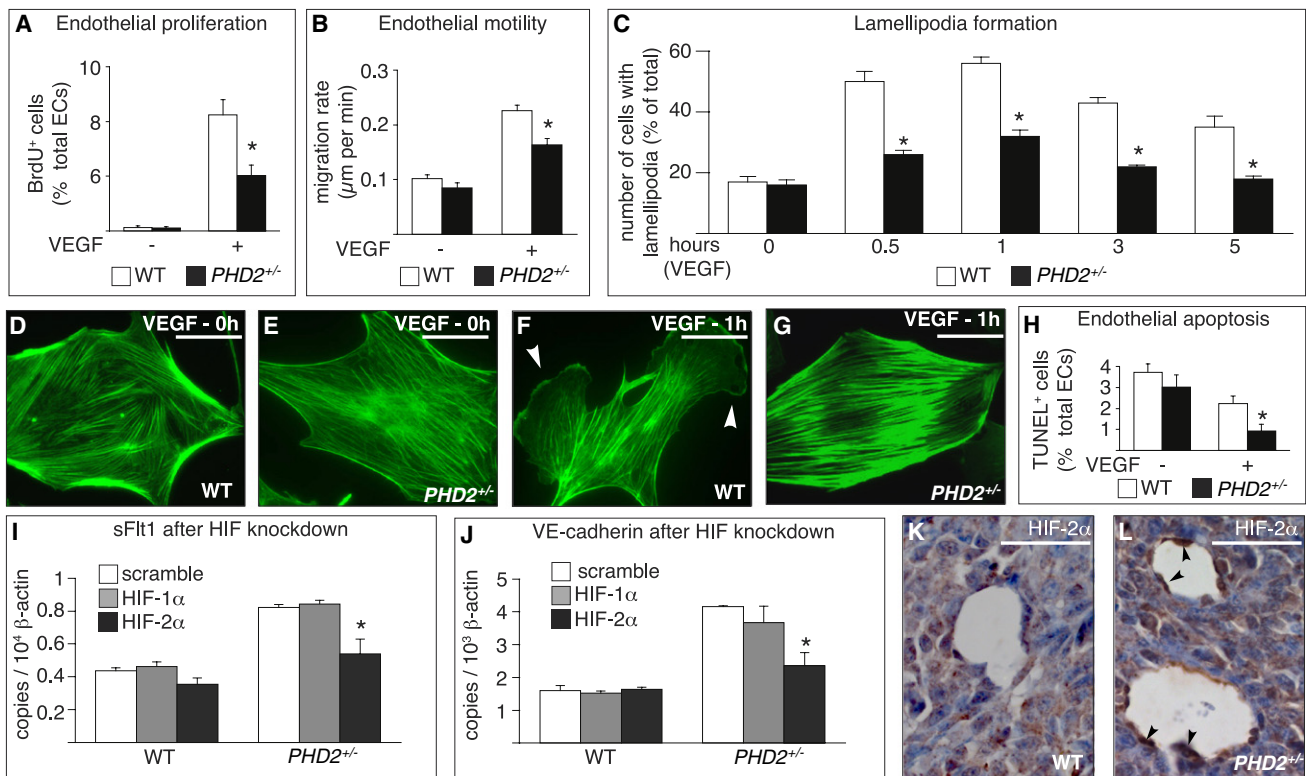 A Endothelial proliferation
BrdU⁺ cells
(% total ECs)
10
8
6
VEGF - +
WT PHD2⁺/⁻
B Endothelial motility
migration rate
(µm per min)
0.3
0.2
0.1
VEGF - +
WT PHD2⁺/⁻
C Lamellipodia formation
number of cells with
lamellipodia (% of total)
60
40
20
hours 0 0.5 1 3 5
(VEGF)
WT PHD2⁺/⁻
* * * * * *
D VEGF - 0h
WT
E VEGF - 0h
PHD2⁺/⁻
F VEGF - 1h
WT
G VEGF - 1h
PHD2⁺/⁻
H Endothelial apoptosis
TUNEL⁺ cells
(% total ECs)
4
3
2
1
*
VEGF - +
WT PHD2⁺/⁻
I sFlt1 after HIF knockdown
copies / 10⁴ β-actin
1
0.8
0.6
0.4
0.2
scramble
HIF-1α
HIF-2α
*
WT PHD2⁺/⁻
J VE-cadherin after HIF knockdown
copies / 10³ β-actin
5
4
3
2
1
scramble
HIF-1α
HIF-2α
*
WT PHD2⁺/⁻
K HIF-2α
WT
L HIF-2α
PHD2⁺/⁻